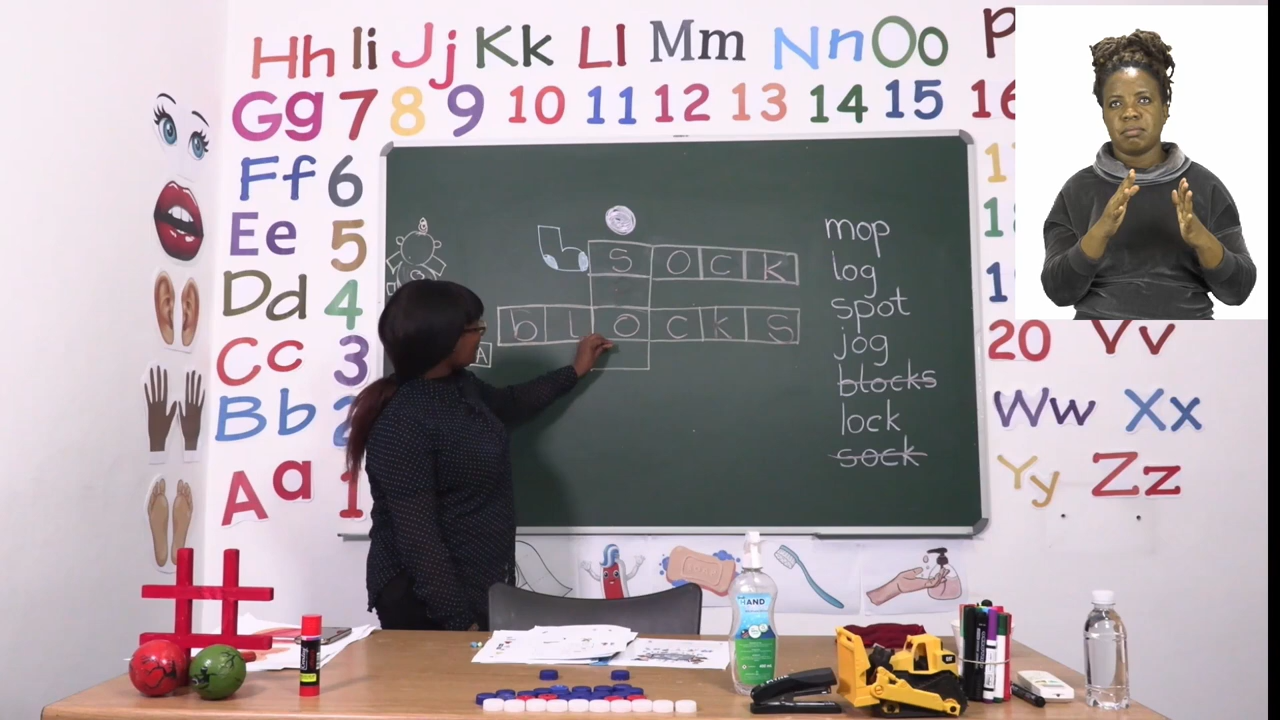 Hh Ii Jj Kk Ll Mm Nn Oo P
Gg 7 8 9 10 11 12 13 14 15 16
Ff 6
Ee 5
Dd 4
Cc 3
Bb 2
Aa 1
20 Vv
Ww Xx
Yy Zz
S O C K
b l O C K S
A
mop
log
spot
jog
blocks
lock
sock
HAND